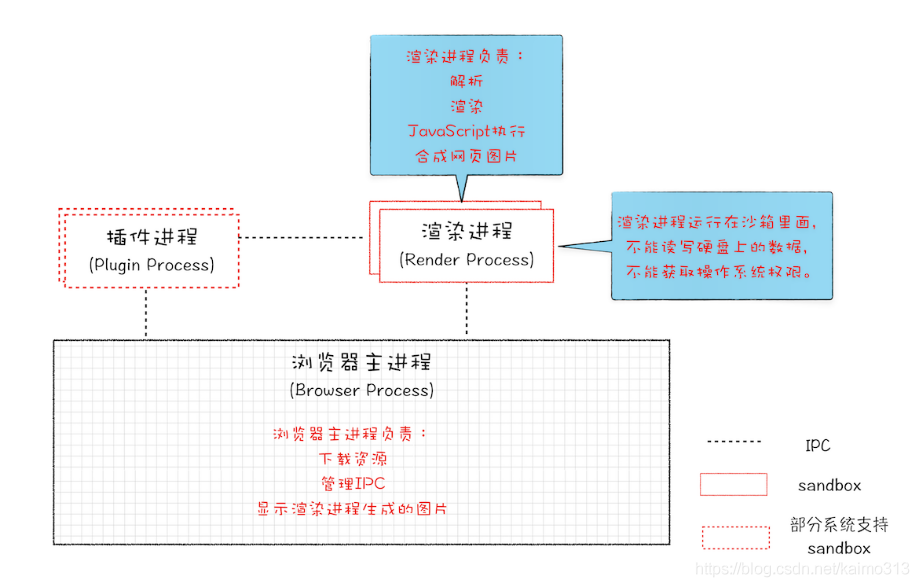 渲染进程负责：
解析
渲染
JavaScript执行
合成网页图片
插件进程
(Plugin Process)
渲染进程
(Render Process)
渲染进程运行在沙箱里面，
不能读写硬盘上的数据，
不能获取操作系统权限。
浏览器主进程
(Browser Process)
浏览器主进程负责：
下载资源
管理IPC
显示渲染进程生成的图片
IPC
sandbox
部分系统支持
sandbox
https://blog.csdn.net/kaimo313